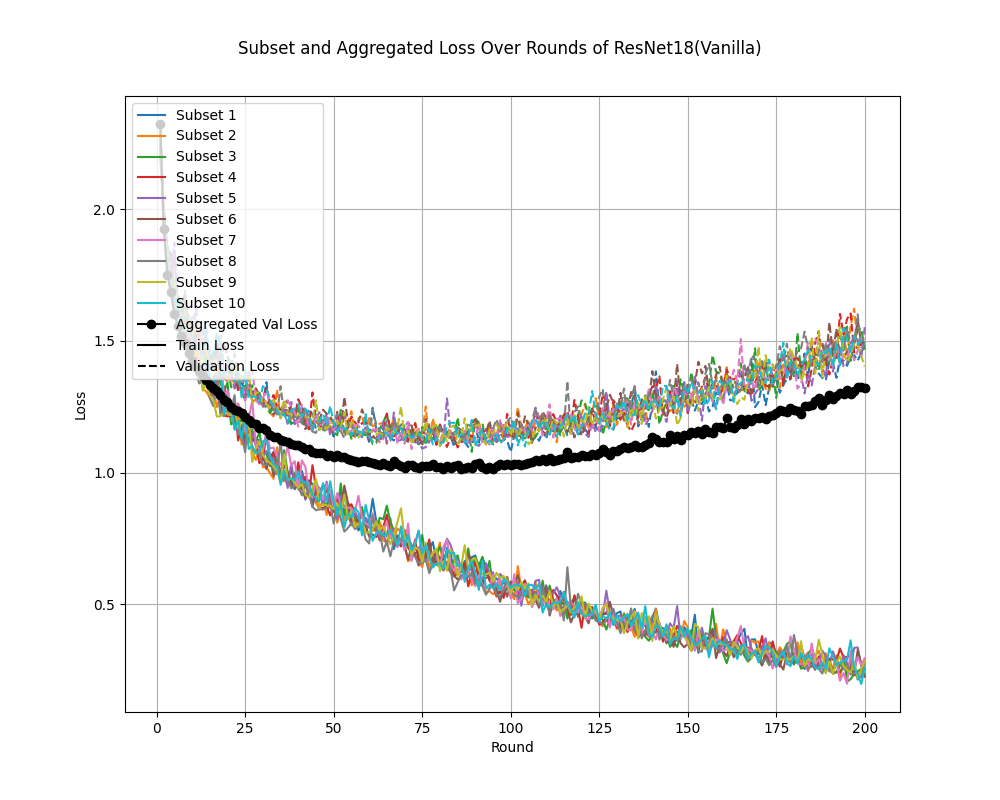 Subset and Aggregated Loss Over Rounds of ResNet18(Vanilla)
Subset 1
Subset 2
Subset 3
Subset 4
Subset 5
Subset 6
Subset 7
Subset 8
Subset 9
Subset 10
Aggregated Val Loss
Train Loss
Validation Loss
2.0
1.5
1.0
0.5
Loss
0 25 50 75 100 125 150 175 200
Round